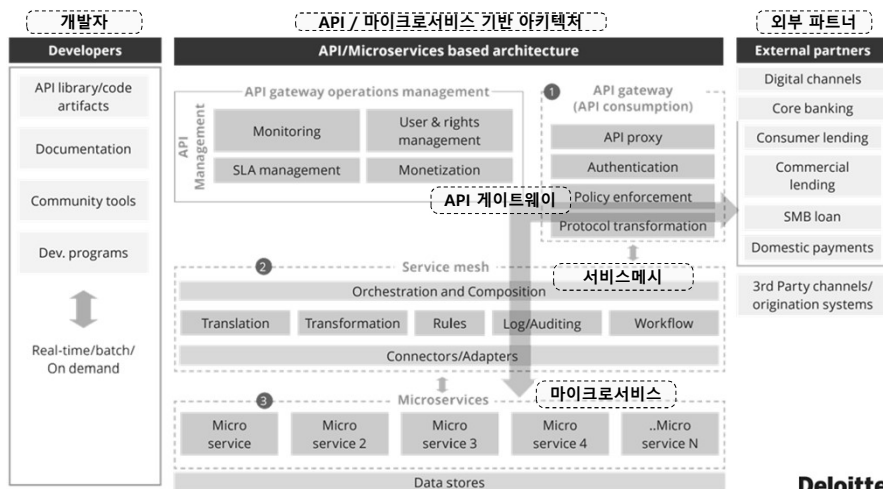 개발자
API / 마이크로서비스 기반 아키텍처
외부 파트너
Developers
API/Microservices based architecture
External partners
API library/code
artifacts
Documentation
Community tools
Dev. programs
Real-time/batch/
On demand
API gateway operations management
API
Management
Monitoring
User & rights
management
SLA management
Monetization
1
API gateway
(API consumption)
API proxy
Authentication
Policy enforcement
Protocol transformation
API 게이트웨이
2
Service mesh
서비스메시
Orchestration and Composition
Translation
Transformation
Rules
Log/Auditing
Workflow
Connectors/Adapters
3
Microservices
마이크로서비스
Micro
service
Micro
service 2
Micro
service 3
Micro
service 4
..Micro
service N
Data stores
Digital channels
Core banking
Consumer lending
Commercial
lending
SMB loan
Domestic payments
3rd Party channels/
origination systems
Deloitte